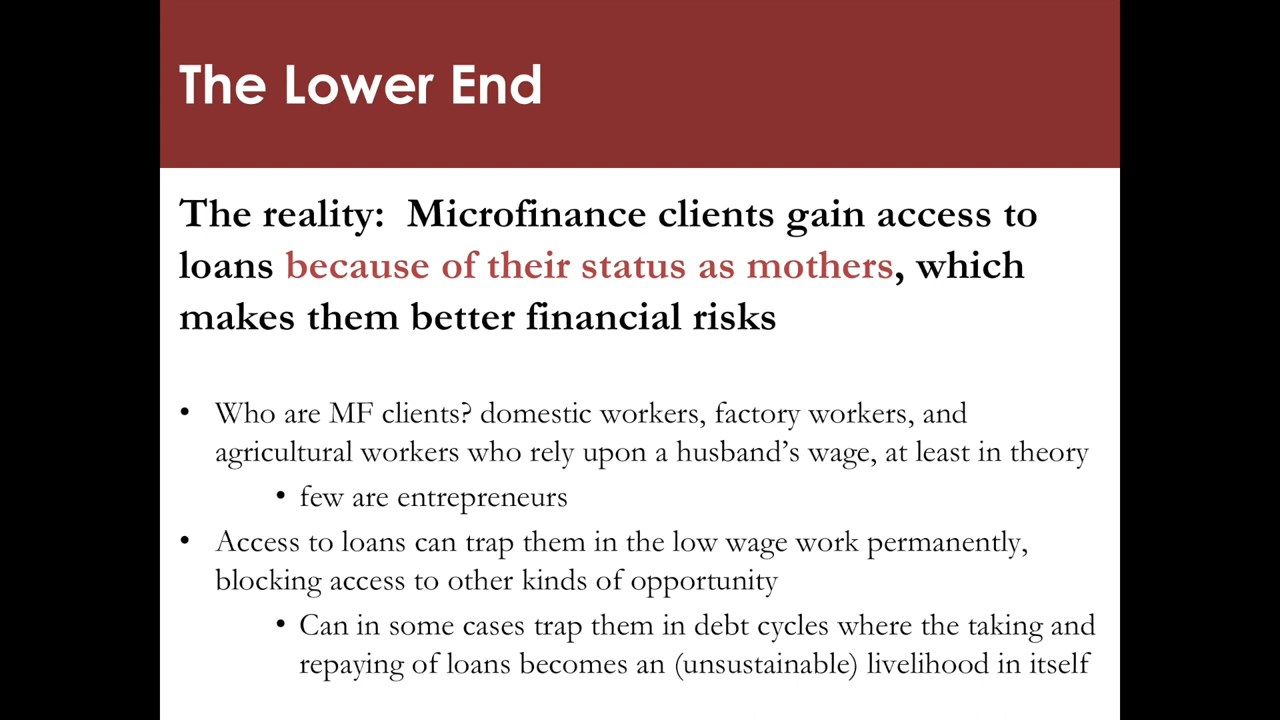 The Lower End
The reality:  Microfinance clients gain access to
loans because of their status as mothers, which
makes them better financial risks
• Who are MF clients? domestic workers, factory workers, and
agricultural workers who rely upon a husband’s wage, at least in theory
• few are entrepreneurs
• Access to loans can trap them in the low wage work permanently,
blocking access to other kinds of opportunity
• Can in some cases trap them in debt cycles where the taking and
repaying of loans becomes an (unsustainable) livelihood in itself